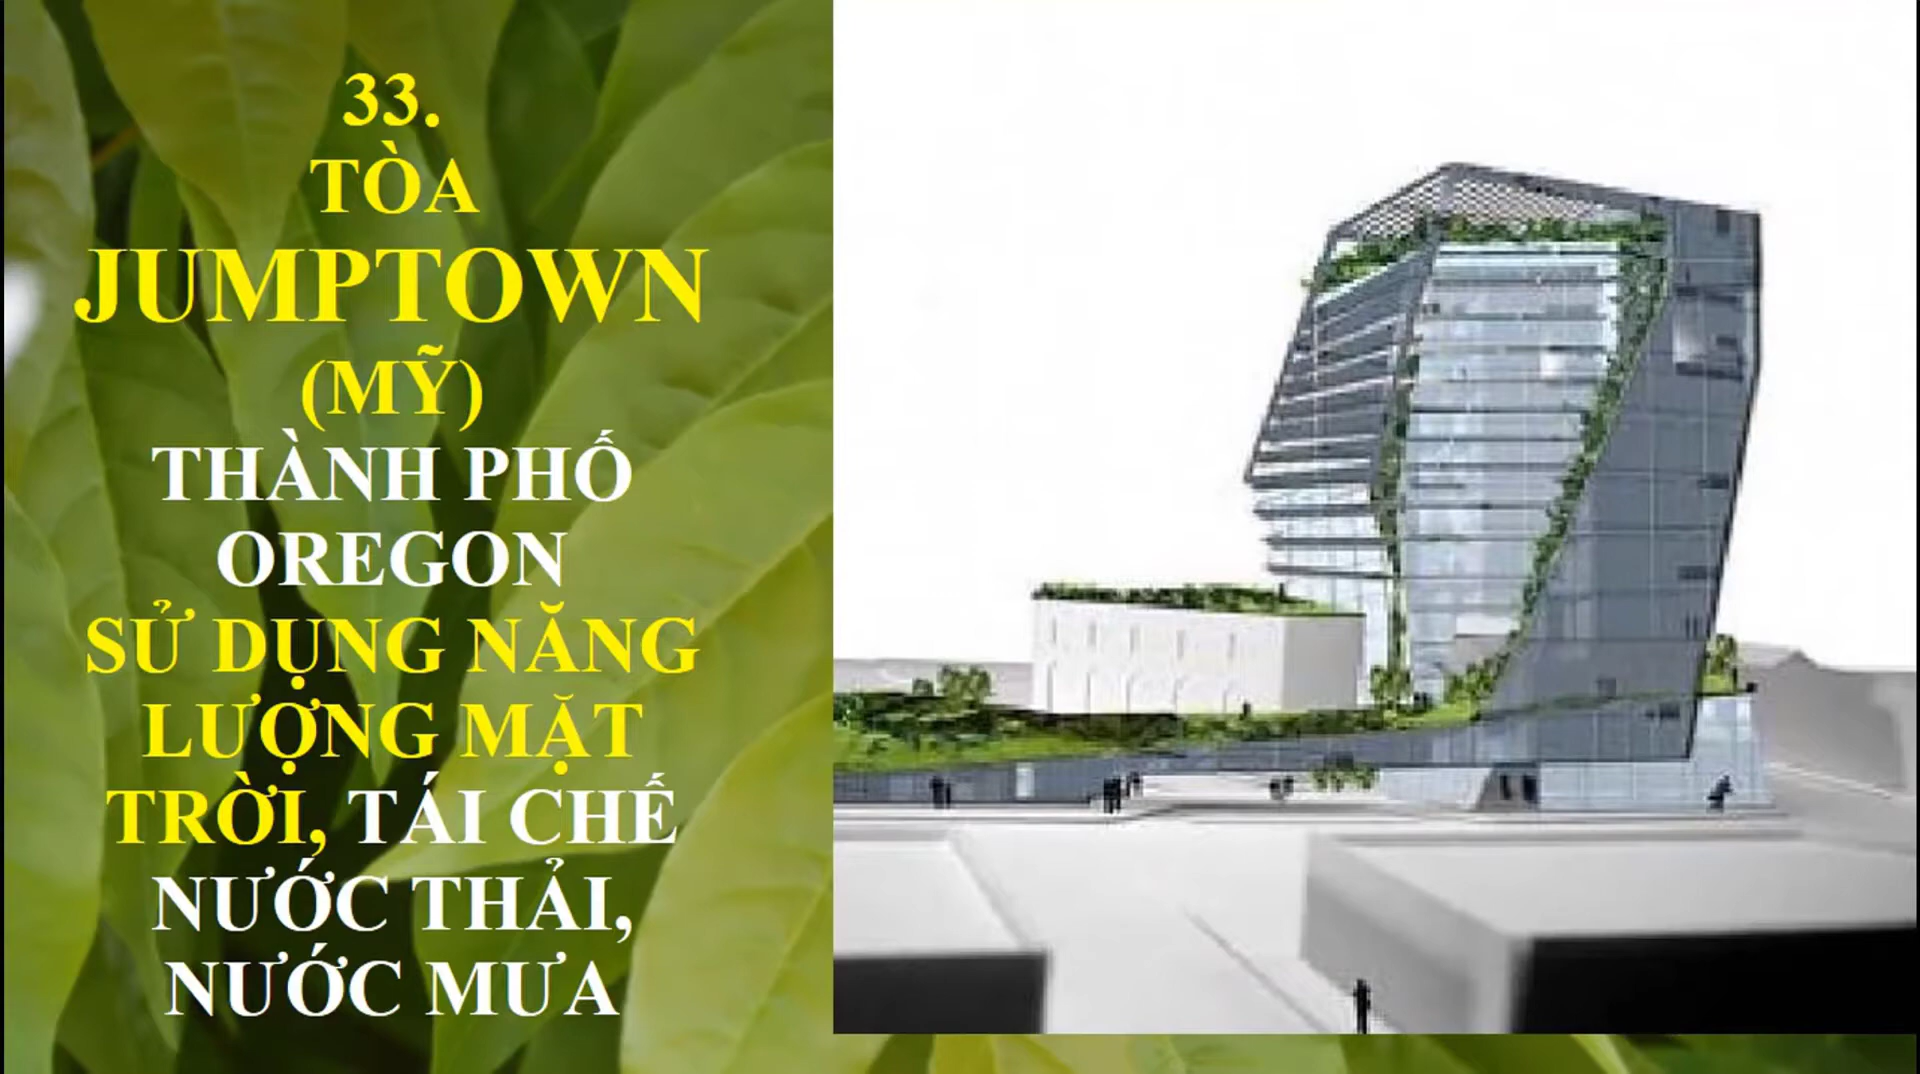 33.
TÒA
JUMPTOWN
(MỸ)
THÀNH PHỐ
OREGON
SỬ DỤNG NĂNG
LƯỢNG MẶT
TRỜI, TÁI CHẾ
NƯỚC THẢI,
NƯỚC MƯA